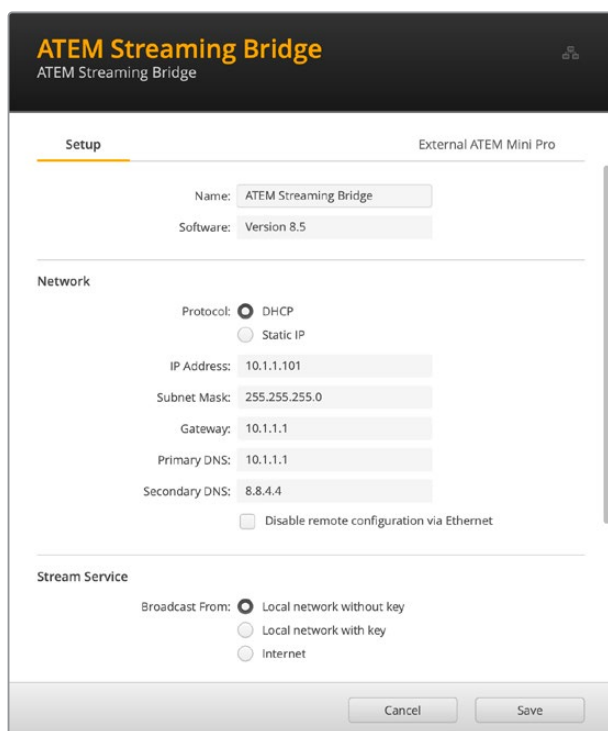 ATEM Streaming Bridge
ATEM Streaming Bridge
Setup External ATEM Mini Pro
Name: ATEM Streaming Bridge
Software: Version 8.5
Network
Protocol: DHCP
Static IP
IP Address: 10.1.1.101
Subnet Mask: 255.255.255.0
Gateway: 10.1.1.1
Primary DNS: 10.1.1.1
Secondary DNS: 8.8.4.4
Disable remote configuration via Ethernet
Stream Service
Broadcast From: Local network without key
Local network with key
Internet
Cancel Save